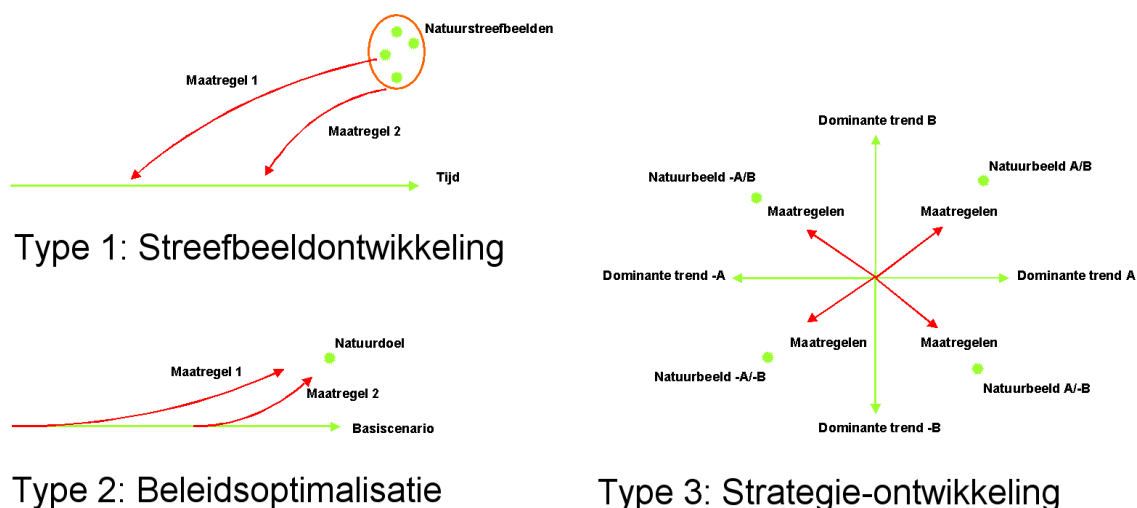 Natuurstreefbeelden
Maatregel 1
Maatregel 2
Tijd
Type 1: Streefbeeldontwikkeling
Natuurdoel
Maatregel 1
Maatregel 2
Basiscenario
Type 2: Beleidsoptimalisatie
Dominante trend B
Natuurbeeld -A/B
Natuurbeeld A/B
Maatregelen
Maatregelen
Dominante trend -A
Dominante trend A
Maatregelen
Maatregelen
Natuurbeeld -A/-B
Natuurbeeld A/-B
Dominante trend -B
Type 3: Strategie-ontwikkeling